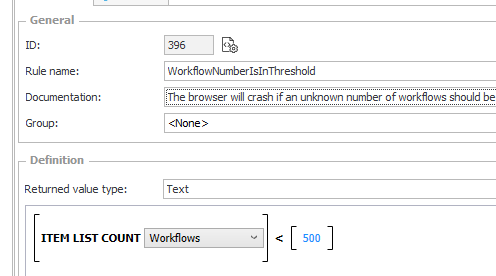 General
ID: 396
Rule name: WorkflowNumberIsInThreshold
Documentation: The browser will crash if an unknown number of workflows should be
Group: <None>
Definition
Returned value type: Text
ITEM LIST COUNT Workflows < 500